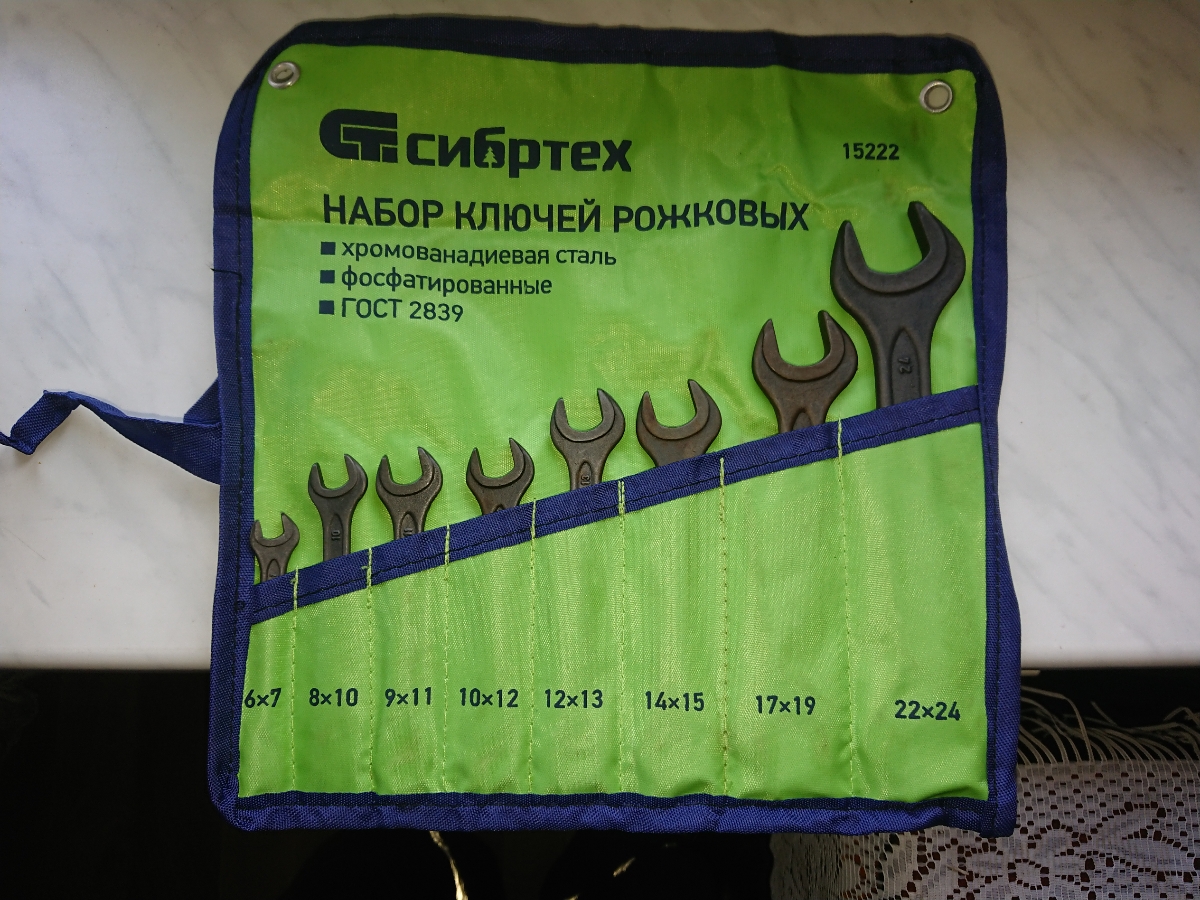 сибртех
15222
НАБОР КЛЮЧЕЙ РОЖКОВЫХ
хромованадиевая сталь
фосфатированные
ГОСТ 2839
24
6×7 8×10 9×11 10×12 12×13 14×15 17×19 22×24